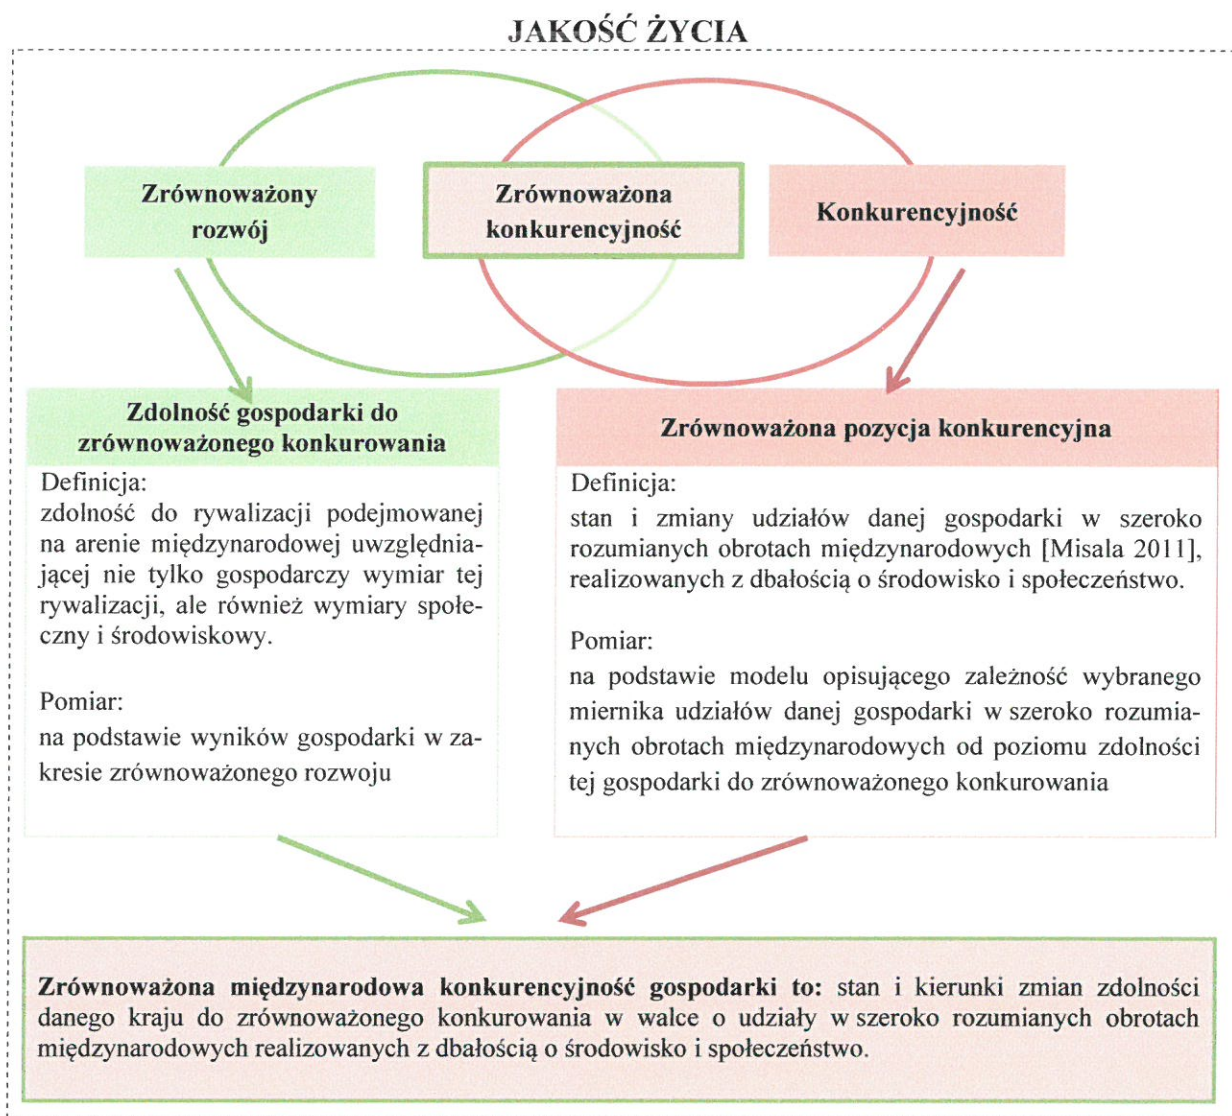 JAKOŚĆ ŻYCIA
Zrównoważony
rozwój
Zrównoważona
konkurencyjność
Konkurencyjność
Zdolność gospodarki do
zrównoważonego konkurowania
Definicja:
zdolność do rywalizacji podejmowanej
na arenie międzynarodowej uwzględnia-
jącej nie tylko gospodarczy wymiar tej
rywalizacji, ale również wymiary społe-
czny i środowiskowy.
Pomiar:
na podstawie wyników gospodarki w za-
kresie zrównoważonego rozwoju
Zrównoważona pozycja konkurencyjna
Definicja:
stan i zmiany udziałów danej gospodarki w szeroko
rozumianych obrotach międzynarodowych [Misala 2011],
realizowanych z dbałością o środowisko i społeczeństwo.
Pomiar:
na podstawie modelu opisującego zależność wybranego
miernika udziałów danej gospodarki w szeroko rozumia-
nych obrotach międzynarodowych od poziomu zdolności
tej gospodarki do zrównoważonego konkurowania
Zrównoważona międzynarodowa konkurencyjność gospodarki to: stan i kierunki zmian zdolności
danego kraju do zrównoważonego konkurowania w walce o udziały w szeroko rozumianych obrotach
międzynarodowych realizowanych z dbałością o środowisko i społeczeństwo.